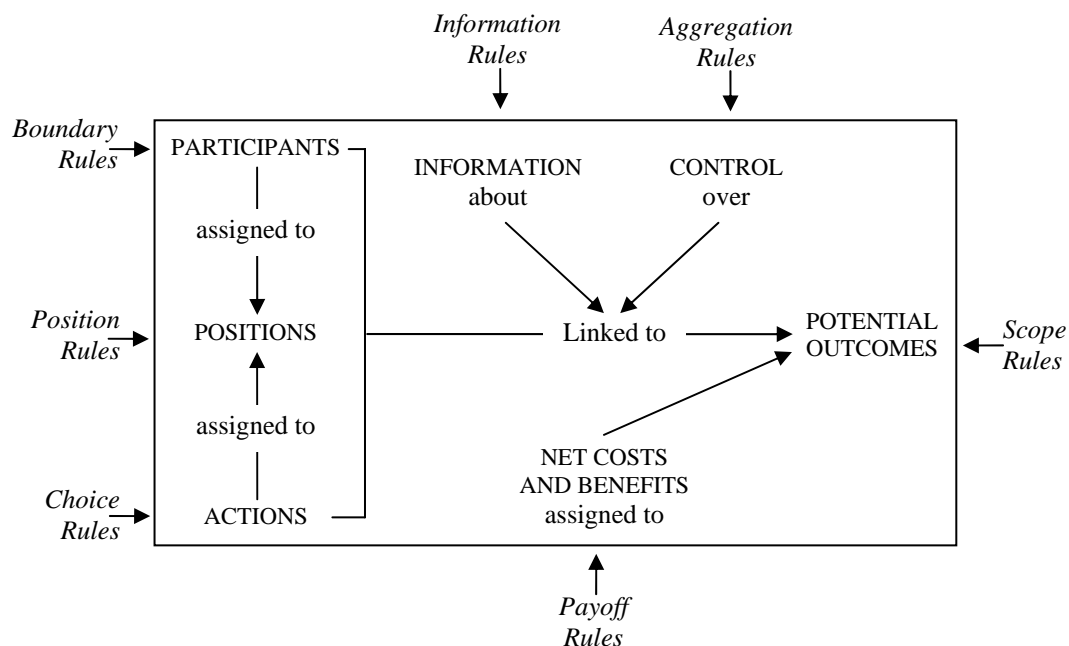 Information
Rules
Aggregation
Rules
Boundary
Rules
PARTICIPANTS
INFORMATION
about
CONTROL
over
assigned to
Position
Rules
POSITIONS
Linked to
POTENTIAL
OUTCOMES
Scope
Rules
assigned to
NET COSTS
AND BENEFITS
assigned to
Choice
Rules
ACTIONS
Payoff
Rules